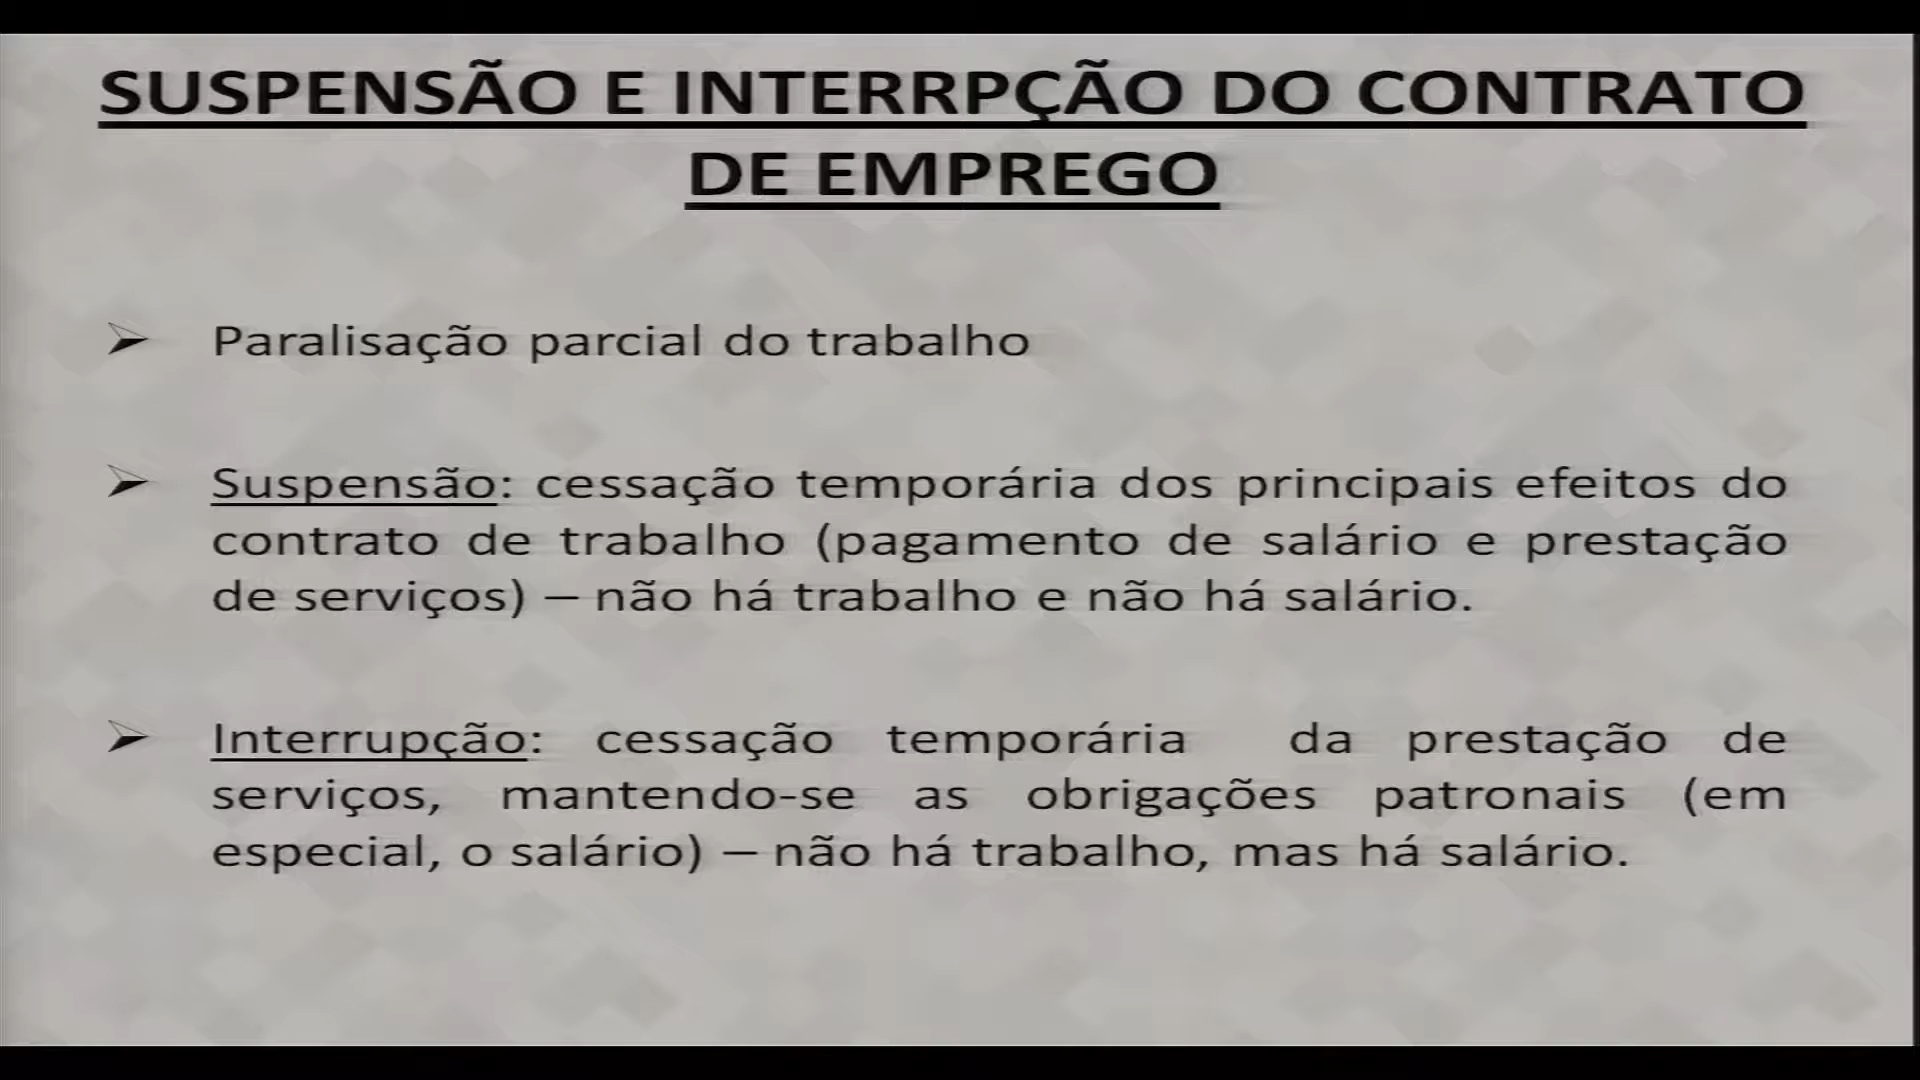 SUSPENSÃO E INTERRPÇÃO DO CONTRATO
DE EMPREGO
Paralisação parcial do trabalho
Suspensão: cessação temporária dos principais efeitos do
contrato de trabalho (pagamento de salário e prestação
de serviços) – não há trabalho e não há salário.
Interrupção: cessação temporária da prestação de
serviços, mantendo-se as obrigações patronais (em
especial, o salário) – não há trabalho, mas há salário.